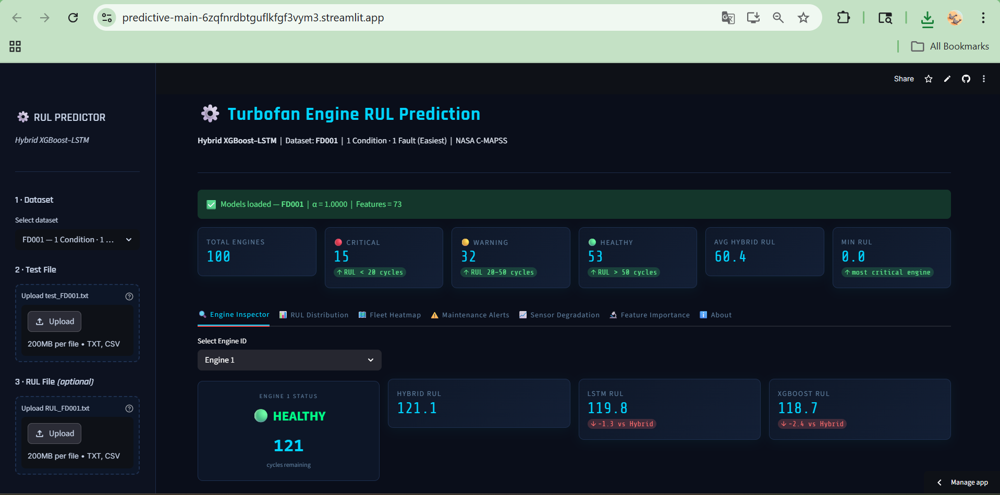 predictive-main-6zqfnrdbtguflkfgf3vym3.streamlit.app
All Bookmarks
Share
RUL PREDICTOR
Hybrid XGBoost–LSTM
1 · Dataset
Select dataset
FD001 — 1 Condition · 1 ...
2 · Test File
Upload test_FD001.txt
Upload
200MB per file • TXT, CSV
3 · RUL File (optional)
Upload RUL_FD001.txt
Upload
200MB per file • TXT, CSV
Turbofan Engine RUL Prediction
Hybrid XGBoost–LSTM | Dataset: FD001 | 1 Condition · 1 Fault (Easiest) | NASA C-MAPSS
Models loaded — FD001 | α = 1.0000 | Features = 73
TOTAL ENGINES
100
CRITICAL
15
↑ RUL < 20 cycles
WARNING
32
↑ RUL 20–50 cycles
HEALTHY
53
↑ RUL > 50 cycles
AVG HYBRID RUL
60.4
MIN RUL
0.0
↑ most critical engine
Engine Inspector
RUL Distribution
Fleet Heatmap
Maintenance Alerts
Sensor Degradation
Feature Importance
About
Select Engine ID
Engine 1
ENGINE 1 STATUS
HEALTHY
121
cycles remaining
HYBRID RUL
121.1
LSTM RUL
119.8
↓ -1.3 vs Hybrid
XGBOOST RUL
118.7
↓ -2.4 vs Hybrid
Manage app